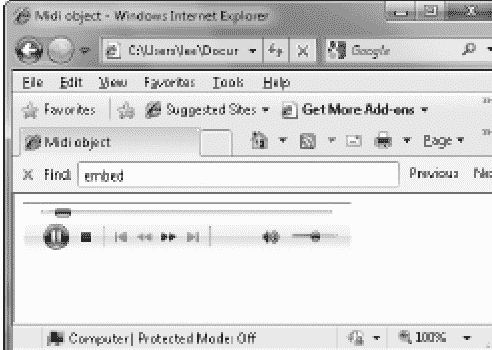 Midi object - Windows Internet Explorer
C:\Users\lee\Docur
Google
File Edit View Favorites Tools Help
Favorites Suggested Sites Get More Add-ons
Midi object Page
Find: embed Previous
Computer | Protected Mode: Off 100%